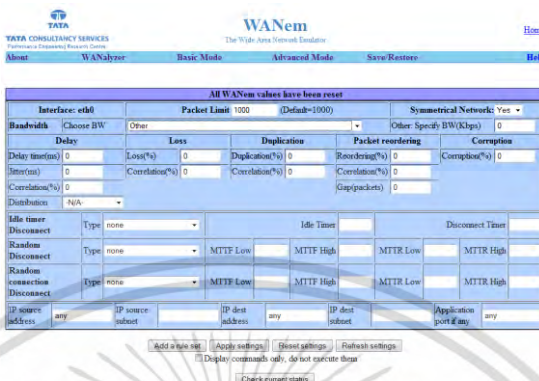 TATA
TATA CONSULTANCY SERVICES
WANem
The Wide Area Network Emulator
About WANalyzer Basic Mode Advanced Mode Save/Restore
All WANem values have been reset
Interface: eth0 Packet Limit 1000 (Default=1000) Symmetrical Network: Yes
Bandwidth Choose BW Other Other: Specify BW(Kbps) 0
Delay Loss Duplication Packet reordering Corruption
Delay time(ms) 0 Loss(%) 0 Duplication(%) 0 Reordering(%) 0 Corruption(%) 0
Jitter(ms) 0 Correlation(%) 0 Correlation(%) 0 Correlation(%) 0
Correlation(%) 0 Gap(packets) 0
Distribution -N/A-
Idle timer Disconnect Type none Idle Timer Disconnect Timer
Random Disconnect Type none MTTF Low MTTF High MTTR Low MTTR High
Random connection Disconnect Type none MTTF Low MTTF High MTTR Low MTTR High
IP source address any IP source subnet IP dest address any IP dest subnet Application port if any any
Add a rule set Apply settings Reset settings Refresh settings
Display commands only, do not execute them
Check current status